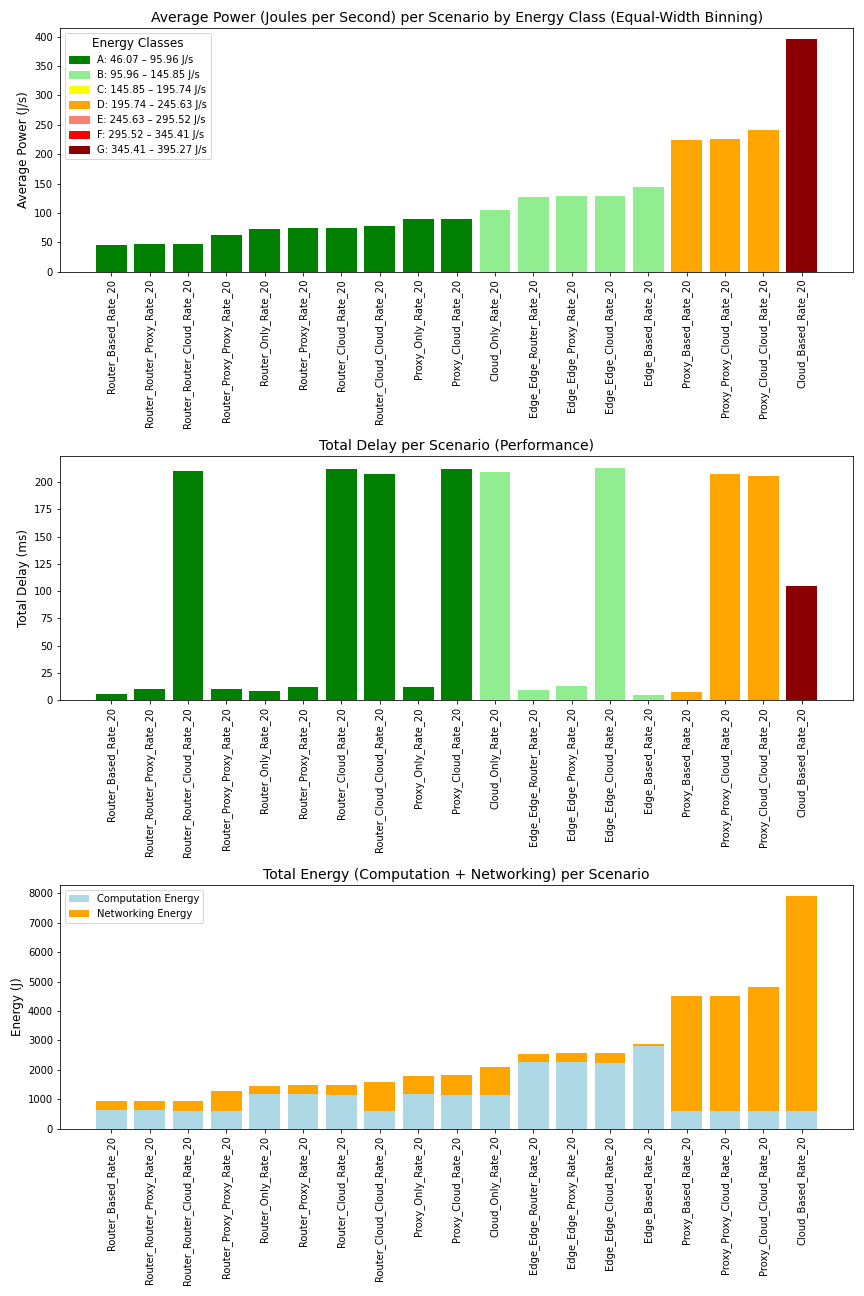 Average Power (Joules per Second) per Scenario by Energy Class (Equal-Width Binning)
Average Power (J/s)
400
350
300
250
200
150
100
50
0
Energy Classes
A: 46.07 – 95.96 J/s
B: 95.96 – 145.85 J/s
C: 145.85 – 195.74 J/s
D: 195.74 – 245.63 J/s
E: 245.63 – 295.52 J/s
F: 295.52 – 345.41 J/s
G: 345.41 – 395.27 J/s
Router_Based_Rate_20
Router_Router_Proxy_Rate_20
Router_Router_Cloud_Rate_20
Router_Proxy_Proxy_Rate_20
Router_Only_Rate_20
Router_Proxy_Rate_20
Router_Cloud_Rate_20
Router_Cloud_Cloud_Rate_20
Proxy_Only_Rate_20
Proxy_Cloud_Rate_20
Cloud_Only_Rate_20
Edge_Edge_Router_Rate_20
Edge_Edge_Proxy_Rate_20
Edge_Edge_Cloud_Rate_20
Edge_Based_Rate_20
Proxy_Based_Rate_20
Proxy_Proxy_Cloud_Rate_20
Proxy_Cloud_Cloud_Rate_20
Cloud_Based_Rate_20
Total Delay per Scenario (Performance)
Total Delay (ms)
200
175
150
125
100
75
50
25
0
Router_Based_Rate_20
Router_Router_Proxy_Rate_20
Router_Router_Cloud_Rate_20
Router_Proxy_Proxy_Rate_20
Router_Only_Rate_20
Router_Proxy_Rate_20
Router_Cloud_Rate_20
Router_Cloud_Cloud_Rate_20
Proxy_Only_Rate_20
Proxy_Cloud_Rate_20
Cloud_Only_Rate_20
Edge_Edge_Router_Rate_20
Edge_Edge_Proxy_Rate_20
Edge_Edge_Cloud_Rate_20
Edge_Based_Rate_20
Proxy_Based_Rate_20
Proxy_Proxy_Cloud_Rate_20
Proxy_Cloud_Cloud_Rate_20
Cloud_Based_Rate_20
Total Energy (Computation + Networking) per Scenario
Energy (J)
8000
7000
6000
5000
4000
3000
2000
1000
0
Computation Energy
Networking Energy
Router_Based_Rate_20
Router_Router_Proxy_Rate_20
Router_Router_Cloud_Rate_20
Router_Proxy_Proxy_Rate_20
Router_Only_Rate_20
Router_Proxy_Rate_20
Router_Cloud_Rate_20
Router_Cloud_Cloud_Rate_20
Proxy_Only_Rate_20
Proxy_Cloud_Rate_20
Cloud_Only_Rate_20
Edge_Edge_Router_Rate_20
Edge_Edge_Proxy_Rate_20
Edge_Edge_Cloud_Rate_20
Edge_Based_Rate_20
Proxy_Based_Rate_20
Proxy_Proxy_Cloud_Rate_20
Proxy_Cloud_Cloud_Rate_20
Cloud_Based_Rate_20